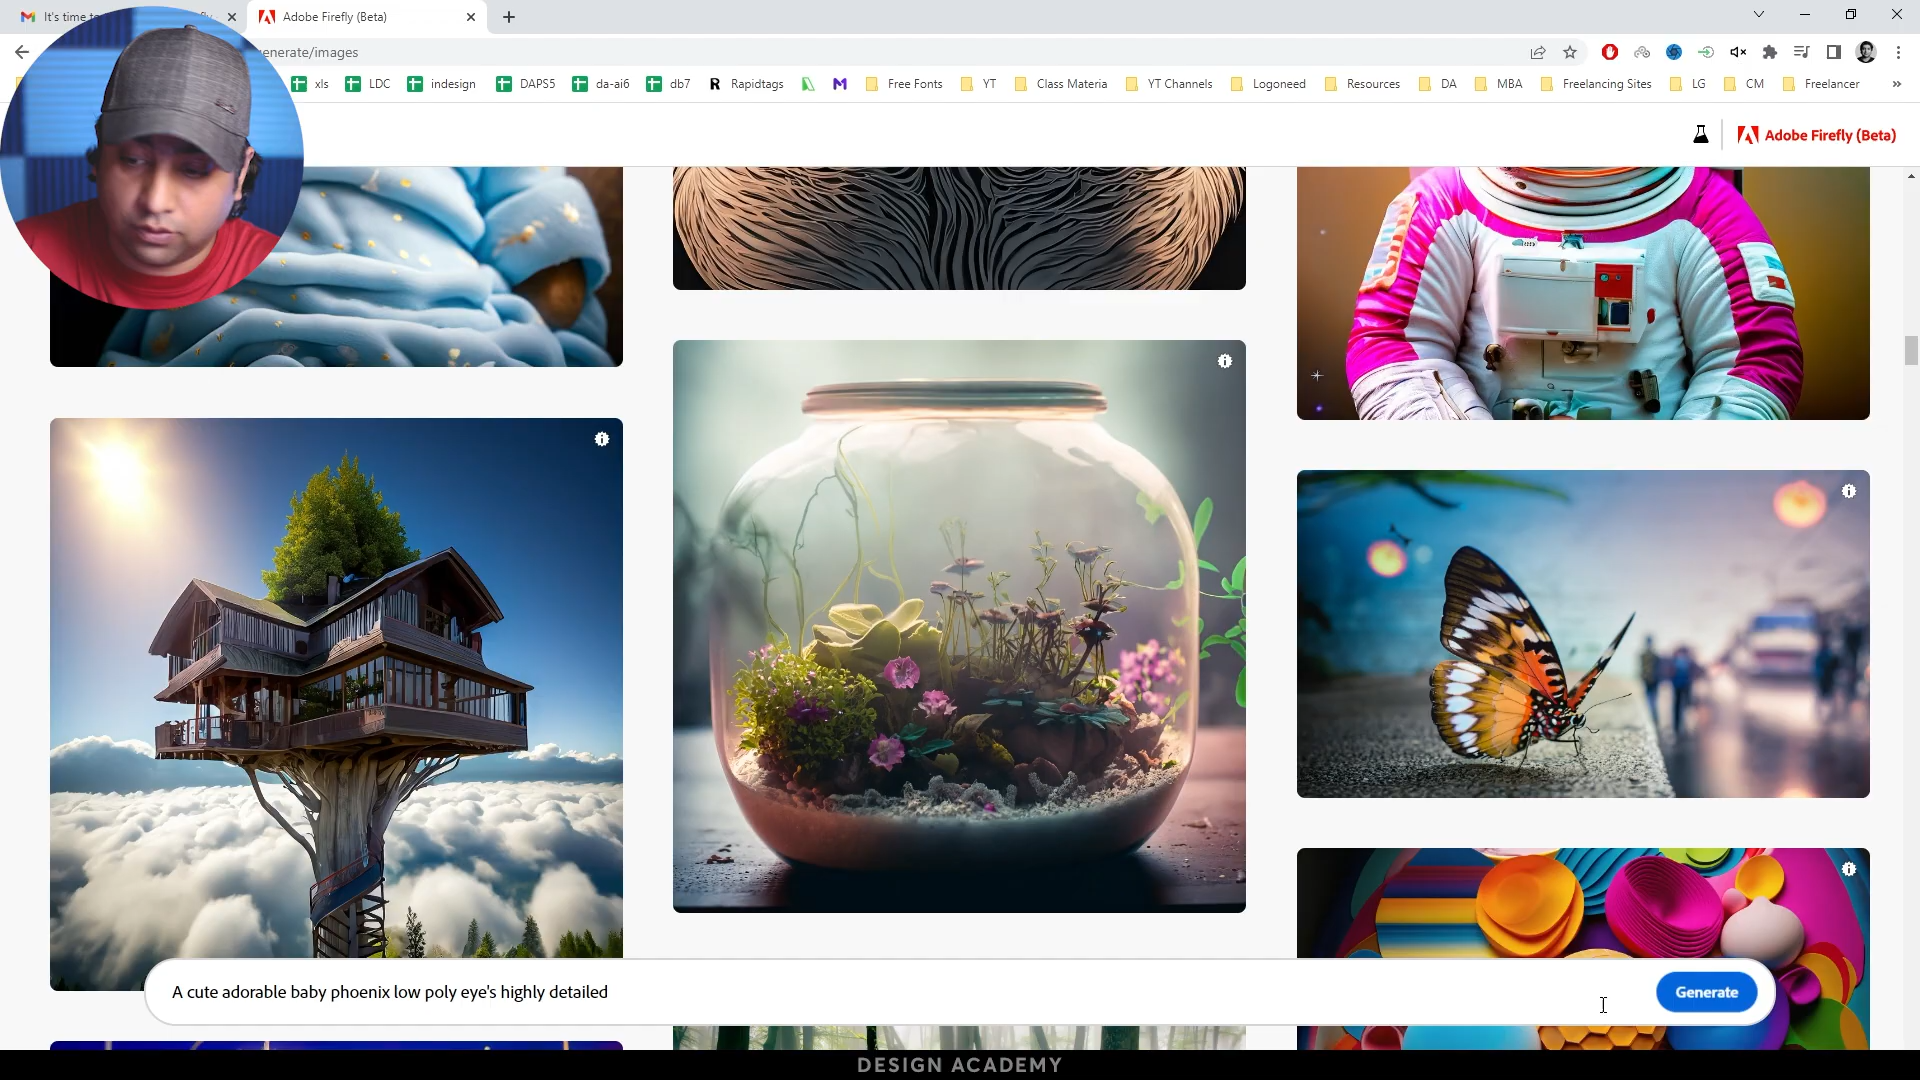 It's time to
Adobe Firefly (Beta)
enerate/images
xls
LDC
indesign
DAPS5
da-ai6
db7
R
Rapidtags
Free Fonts
YT
Class Materia
YT Channels
Logoneed
Resources
DA
MBA
Freelancing Sites
LG
CM
Freelancer
»
Adobe Firefly (Beta)
A cute adorable baby phoenix low poly eye's highly detailed
Generate
DESIGN ACADEMY